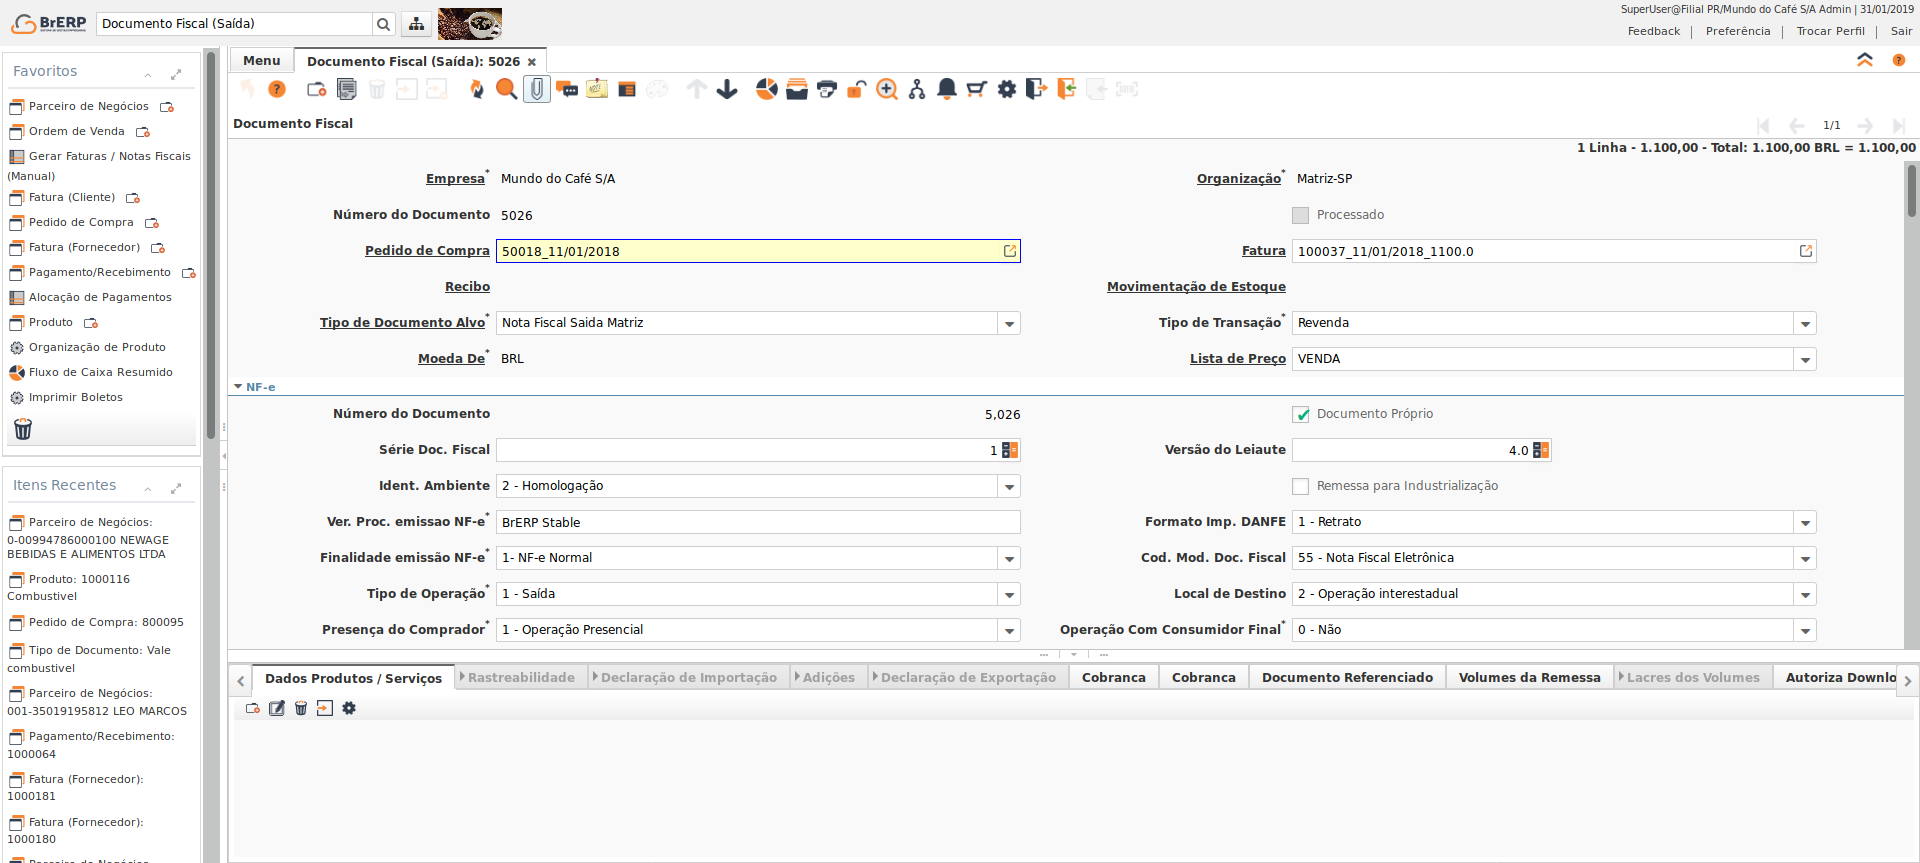 BrERP
Documento Fiscal (Saída)
SuperUser@Filial PR/Mundo do Café S/A Admin | 31/01/2019
Feedback | Preferência | Trocar Perfil | Sair
Favoritos
Parceiro de Negócios
Ordem de Venda
Gerar Faturas / Notas Fiscais
(Manual)
Fatura (Cliente)
Pedido de Compra
Fatura (Fornecedor)
Pagamento/Recebimento
Alocação de Pagamentos
Produto
Organização de Produto
Fluxo de Caixa Resumido
Imprimir Boletos
Itens Recentes
Parceiro de Negócios:
0-00994786000100 NEWAGE
BEBIDAS E ALIMENTOS LTDA
Produto: 1000116
Combustivel
Pedido de Compra: 800095
Tipo de Documento: Vale
combustivel
Parceiro de Negócios:
001-35019195812 LEO MARCOS
Pagamento/Recebimento:
1000064
Fatura (Fornecedor):
1000181
Fatura (Fornecedor):
1000180
Menu
Documento Fiscal (Saída): 5026
Documento Fiscal
1/1
1 Linha - 1.100,00 - Total: 1.100,00 BRL = 1.100,00
Empresa* Mundo do Café S/A
Organização* Matriz-SP
Número do Documento 5026
Processado
Pedido de Compra 50018_11/01/2018
Fatura 100037_11/01/2018_1100.0
Recibo
Movimentação de Estoque
Tipo de Documento Alvo* Nota Fiscal Saida Matriz
Tipo de Transação* Revenda
Moeda De* BRL
Lista de Preço VENDA
NF-e
Número do Documento 5,026
Documento Próprio
Série Doc. Fiscal 1
Versão do Leiaute 4.0
Ident. Ambiente 2 - Homologação
Remessa para Industrialização
Ver. Proc. emissao NF-e* BrERP Stable
Formato Imp. DANFE 1 - Retrato
Finalidade emissão NF-e* 1- NF-e Normal
Cod. Mod. Doc. Fiscal 55 - Nota Fiscal Eletrônica
Tipo de Operação* 1 - Saída
Local de Destino 2 - Operação interestadual
Presença do Comprador* 1 - Operação Presencial
Operação Com Consumidor Final* 0 - Não
Dados Produtos / Serviços
Rastreabilidade
Declaração de Importação
Adições
Declaração de Exportação
Cobranca
Cobranca
Documento Referenciado
Volumes da Remessa
Lacres dos Volumes
Autoriza Downlo